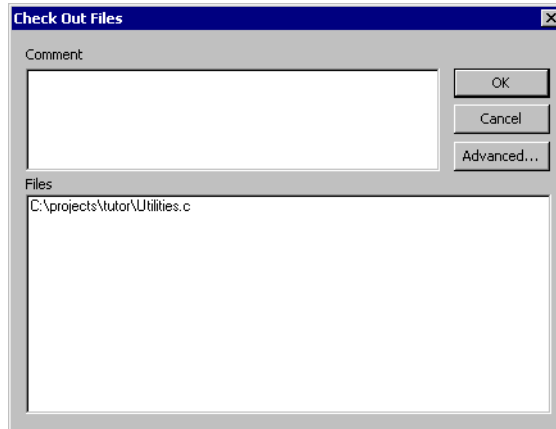 Check Out Files
Comment
OK
Cancel
Advanced...
Files
C:\projects\tutor\Utilities.c